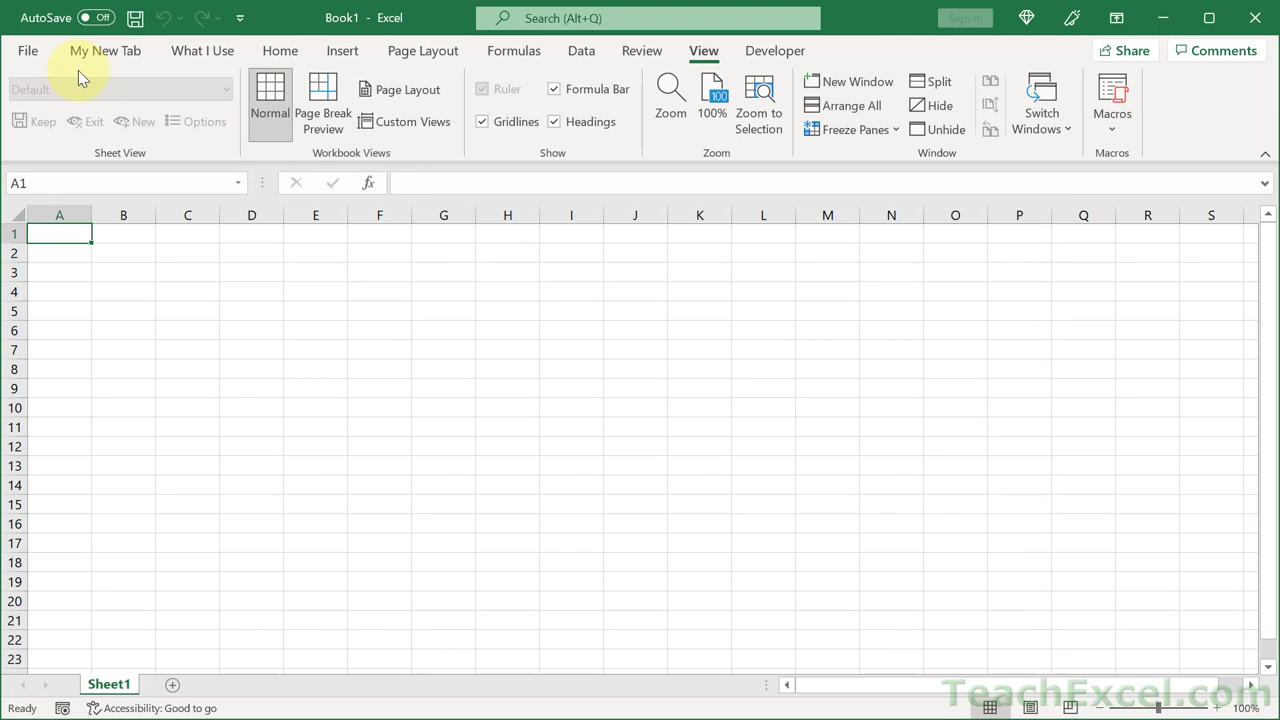 AutoSave Off Book1 - Excel Search (Alt+Q) Sign in
File My New Tab What I Use Home Insert Page Layout Formulas Data Review View Developer Share Comments
Default
Keep Exit New Options
Sheet View
Normal
Page Break
Preview
Page Layout
Custom Views
Workbook Views
Ruler Formula Bar
Gridlines Headings
Show
Zoom
100
100%
Zoom to
Selection
Zoom
New Window
Arrange All
Freeze Panes
Split
Hide
Unhide
Switch
Windows
Window
Macros
Macros
A1 fx
A B C D E F G H I J K L M N O P Q R S
1
2
3
4
5
6
7
8
9
10
11
12
13
14
15
16
17
18
19
20
21
22
23
Sheet1
TeachExcel.com
Ready Accessibility: Good to go 100%